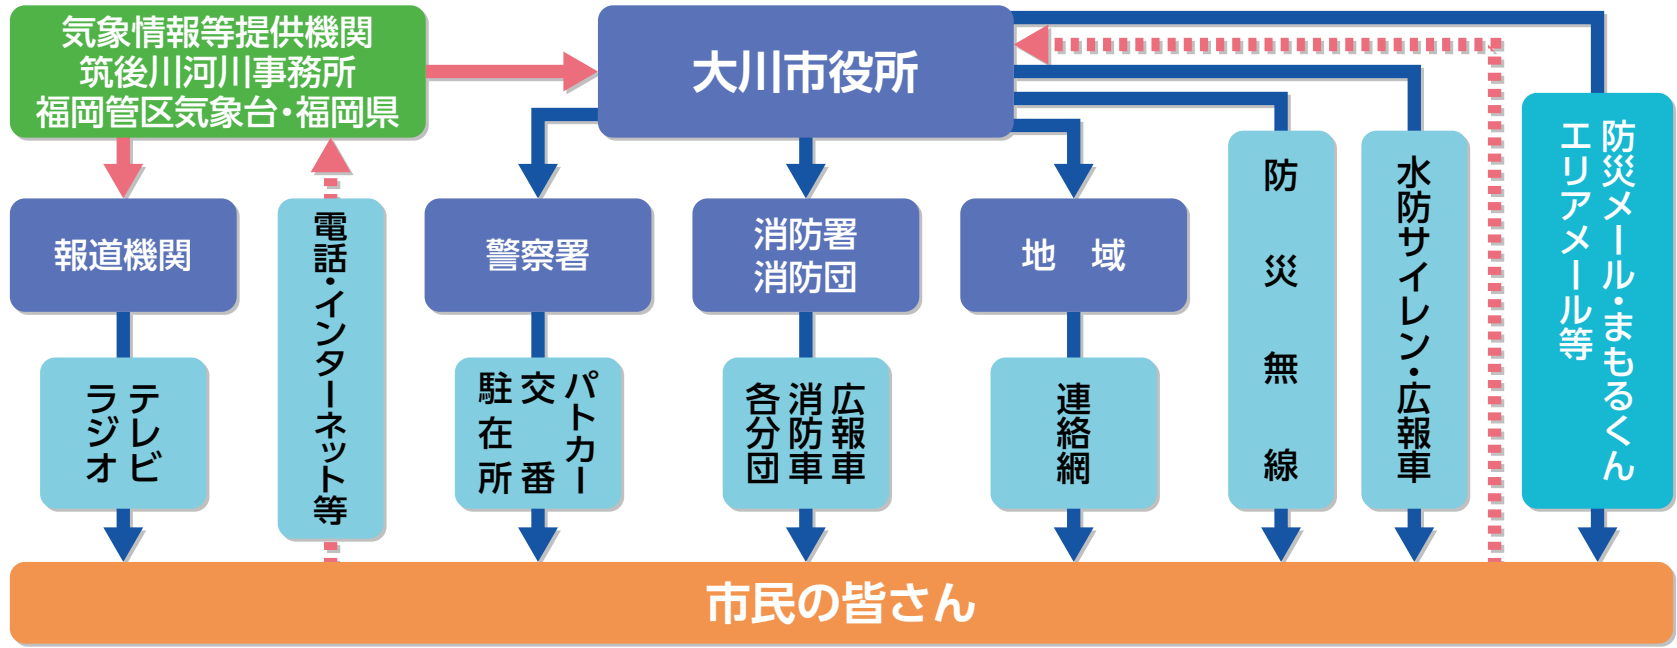 気象情報等提供機関
筑後川河川事務所
福岡管区気象台・福岡県
大川市役所
報道機関
電話・インターネット等
警察署
消防署
消防団
地　域
防災無線
水防サイレン・広報車
防災メール・まもるくん
エリアメール等
テレビ
ラジオ
パトカー
交番
駐在所
広報車
消防車
各分団
連絡網
市民の皆さん